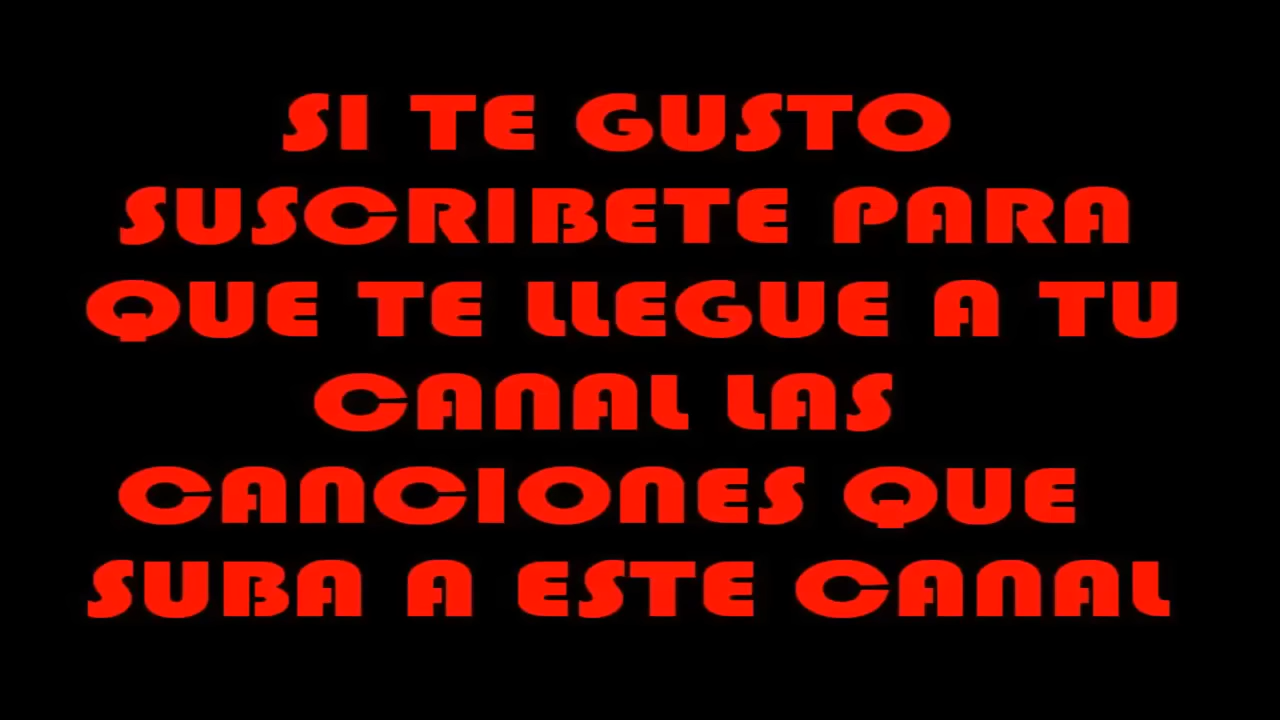 SI TE GUSTO
SUSCRIBETE PARA
QUE TE LLEGUE A TU
CANAL LAS
CANCIONES QUE
SUBA A ESTE CANAL